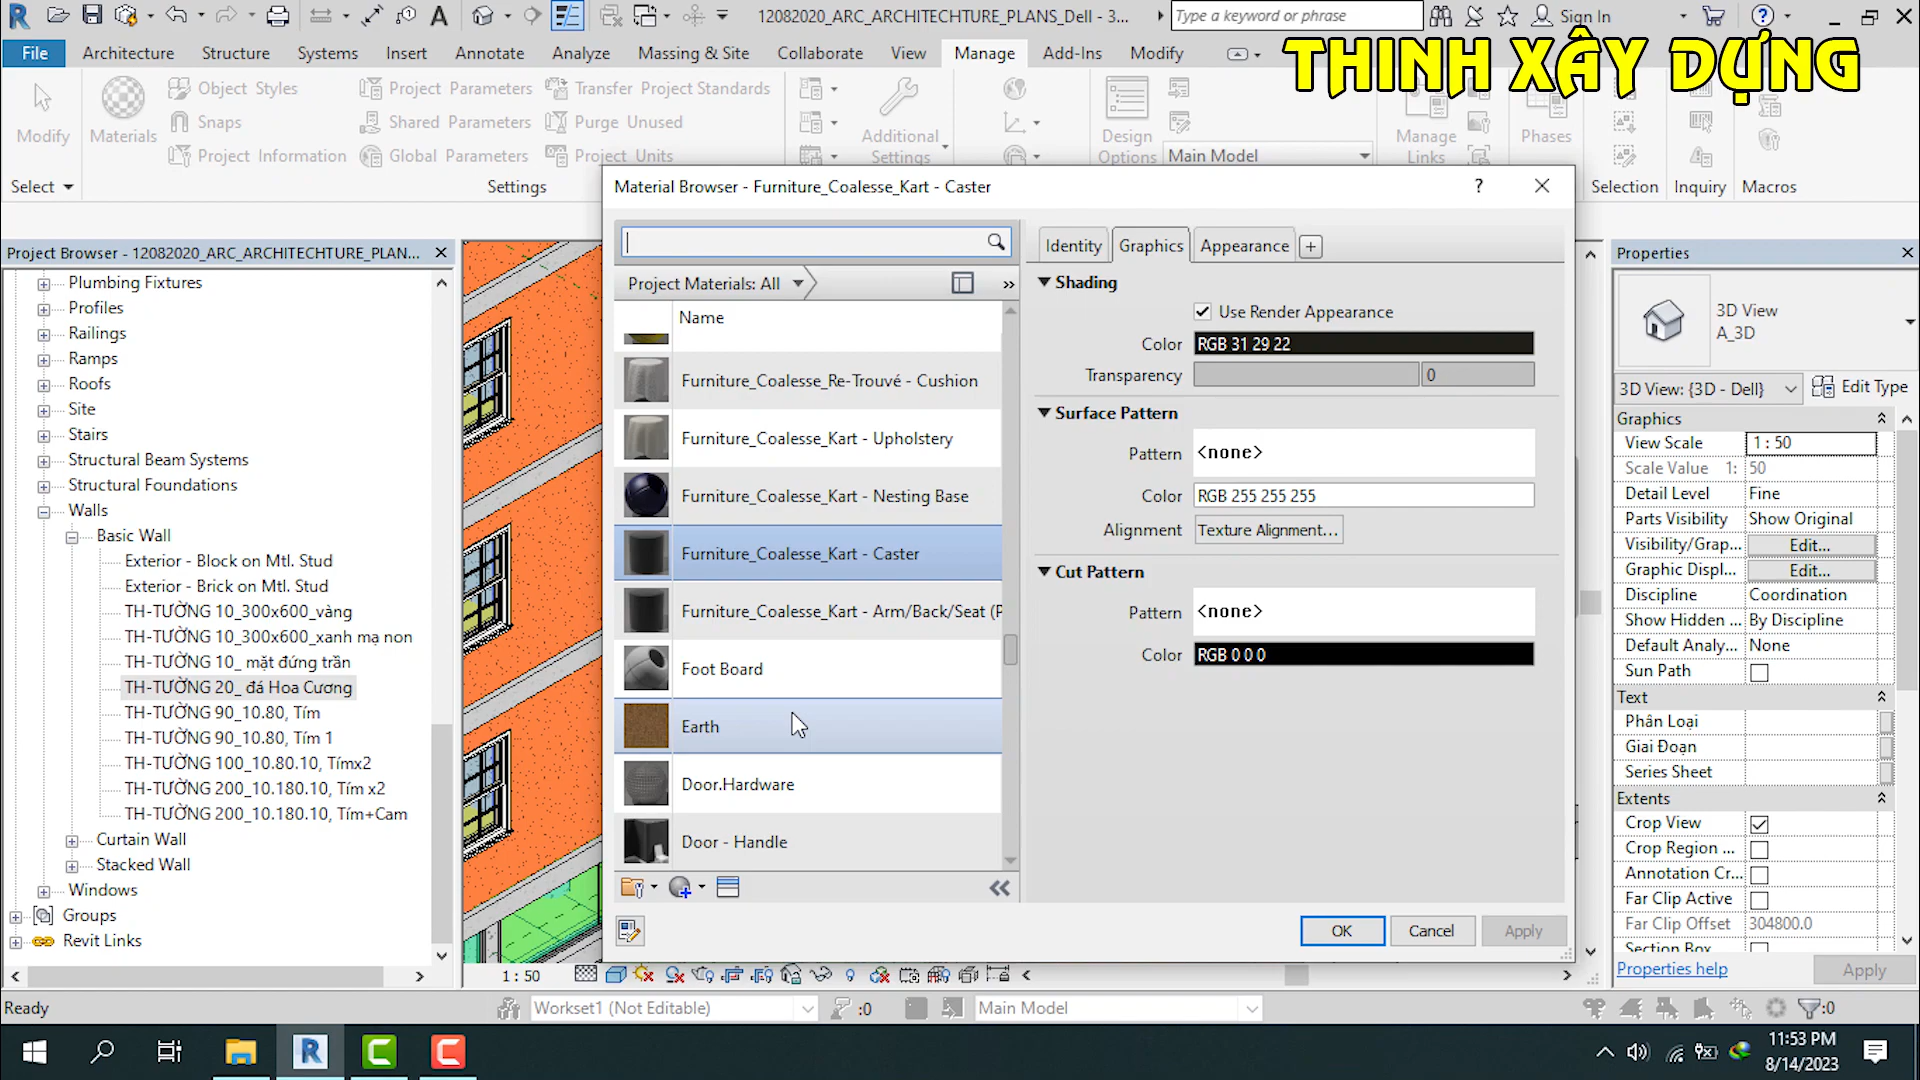 12082020_ARC_ARCHITECHTURE_PLANS_Dell - 3...
Type a keyword or phrase
Sign In
File
Architecture
Structure
Systems
Insert
Annotate
Analyze
Massing & Site
Collaborate
View
Manage
Add-Ins
Modify
THINH XÂY DỰNG
Modify
Materials
Object Styles
Snaps
Project Information
Project Parameters
Shared Parameters
Global Parameters
Transfer Project Standards
Purge Unused
Project Units
Additional
Settings
Design
Options
Main Model
Manage
Links
Phases
Select
Settings
Selection
Inquiry
Macros
Project Browser - 12082020_ARC_ARCHITECHTURE_PLAN...
Plumbing Fixtures
Profiles
Railings
Ramps
Roofs
Site
Stairs
Structural Beam Systems
Structural Foundations
Walls
Basic Wall
Exterior - Block on Mtl. Stud
Exterior - Brick on Mtl. Stud
TH-TƯỜNG 10_300x600_vàng
TH-TƯỜNG 10_300x600_xanh mạ non
TH-TƯỜNG 10_ mặt đứng trần
TH-TƯỜNG 20_ đá Hoa Cương
TH-TƯỜNG 90_10.80, Tím
TH-TƯỜNG 90_10.80, Tím 1
TH-TƯỜNG 100_10.80.10, Tímx2
TH-TƯỜNG 200_10.180.10, Tím x2
TH-TƯỜNG 200_10.180.10, Tím+Cam
Curtain Wall
Stacked Wall
Windows
Groups
Revit Links
Material Browser - Furniture_Coalesse_Kart - Caster
Project Materials: All
Name
Furniture_Coalesse_Re-Trouvé - Cushion
Furniture_Coalesse_Kart - Upholstery
Furniture_Coalesse_Kart - Nesting Base
Furniture_Coalesse_Kart - Caster
Furniture_Coalesse_Kart - Arm/Back/Seat (P
Foot Board
Earth
Door.Hardware
Door - Handle
Identity
Graphics
Appearance
Shading
Use Render Appearance
Color RGB 31 29 22
Transparency 0
Surface Pattern
Pattern <none>
Color RGB 255 255 255
Alignment Texture Alignment...
Cut Pattern
Pattern <none>
Color RGB 0 0 0
OK
Cancel
Apply
Properties
3D View
A_3D
3D View: {3D - Dell}
Edit Type
Graphics
View Scale 1 : 50
Scale Value 1: 50
Detail Level Fine
Parts Visibility Show Original
Visibility/Grap... Edit...
Graphic Displ... Edit...
Discipline Coordination
Show Hidden ... By Discipline
Default Analy... None
Sun Path
Text
Phân Loại
Giai Đoạn
Series Sheet
Extents
Crop View
Crop Region ...
Annotation Cr...
Far Clip Active
Far Clip Offset 304800.0
Section Box
Properties help
Apply
1 : 50
Ready
Workset1 (Not Editable)
:0
Main Model
:0
11:53 PM
8/14/2023